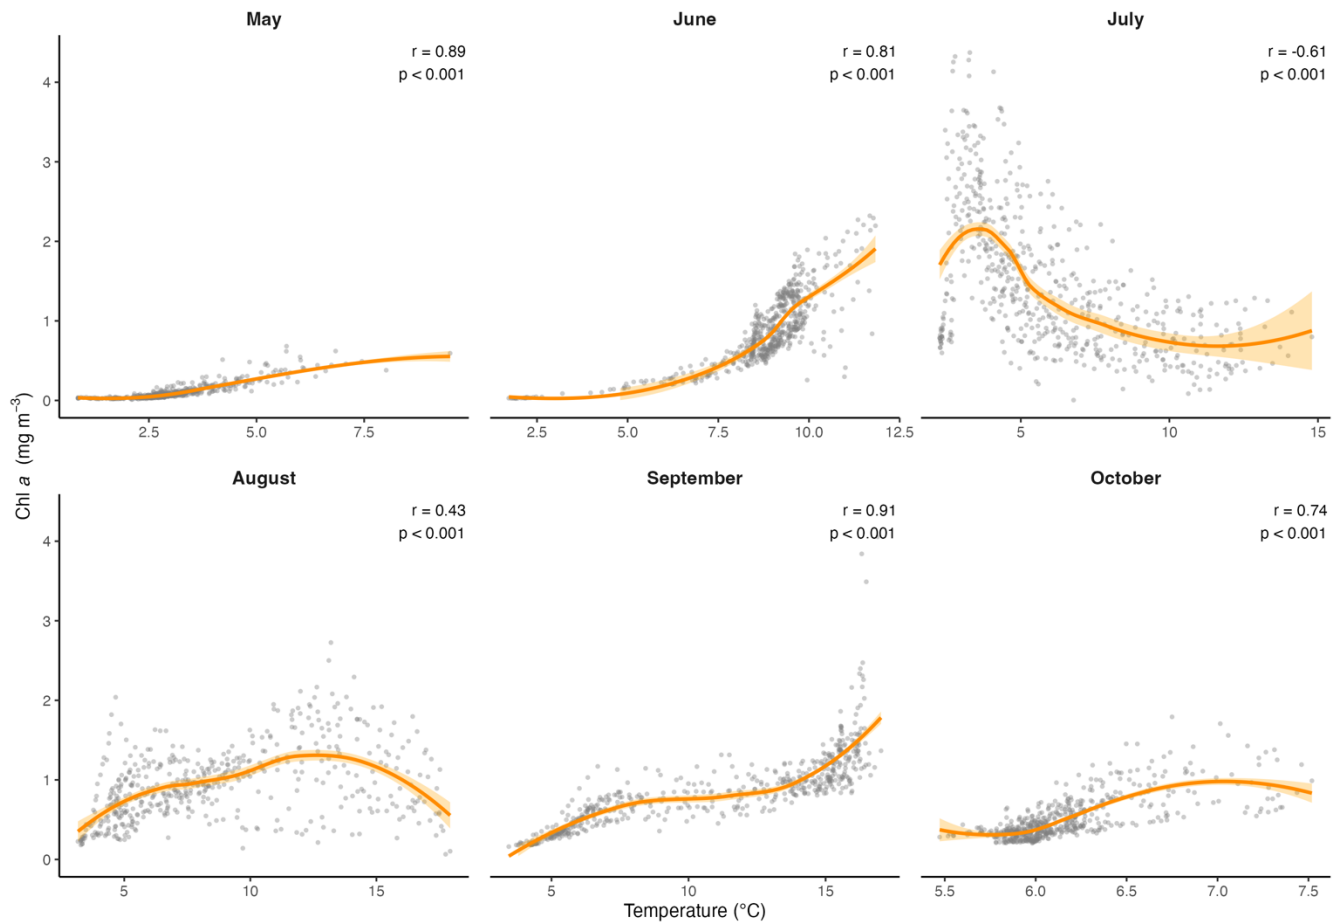 May
June
July
r = 0.89
p < 0.001
r = 0.81
p < 0.001
r = -0.61
p < 0.001
4
3
2
1
0
2.5
5.0
7.5
2.5
5.0
7.5
10.0
12.5
5
10
15
Chl a (mg m⁻³)
August
September
October
r = 0.43
p < 0.001
r = 0.91
p < 0.001
r = 0.74
p < 0.001
4
3
2
1
0
5
10
15
5
10
15
5.5
6.0
6.5
7.0
7.5
Temperature (°C)